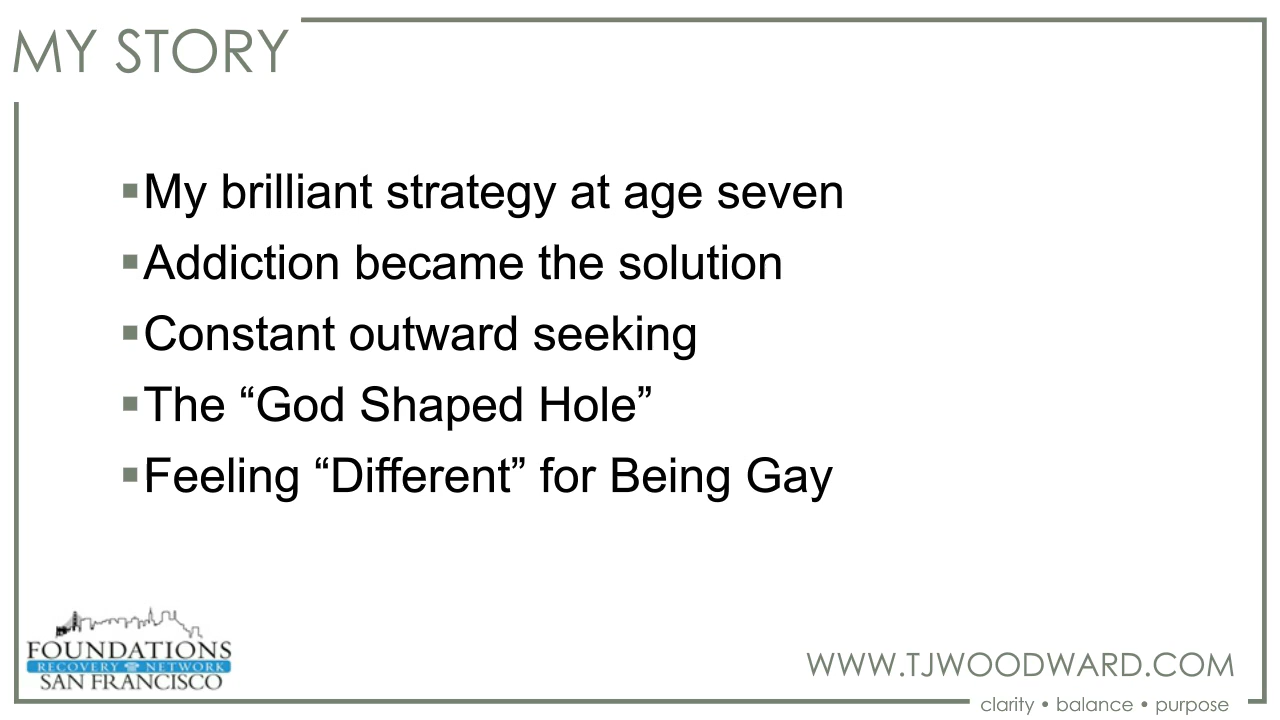 MY STORY
▪My brilliant strategy at age seven
▪Addiction became the solution
▪Constant outward seeking
▪The “God Shaped Hole”
▪Feeling “Different” for Being Gay
FOUNDATIONS
RECOVERY NETWORK
SAN FRANCISCO
WWW.TJWOODWARD.COM
clarity • balance • purpose